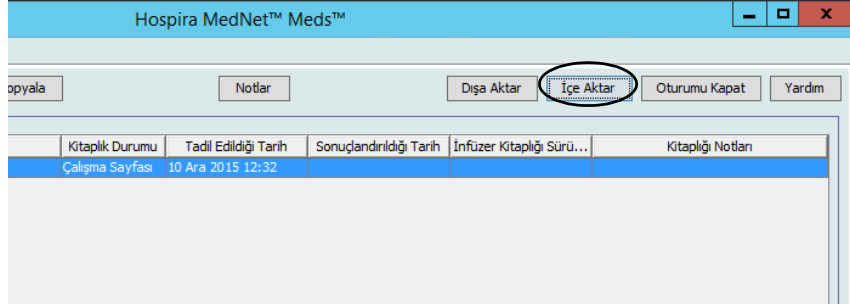 Hospira MedNet™ Meds™
opyala Notlar Dışa Aktar İçe Aktar Oturumu Kapat Yardım
Kitaplık Durumu Tadil Edildiği Tarih Sonuçlandırıldığı Tarih İnfüzer Kitaplığı Sürü... Kitaplığı Notları
Çalışma Sayfası 10 Ara 2015 12:32